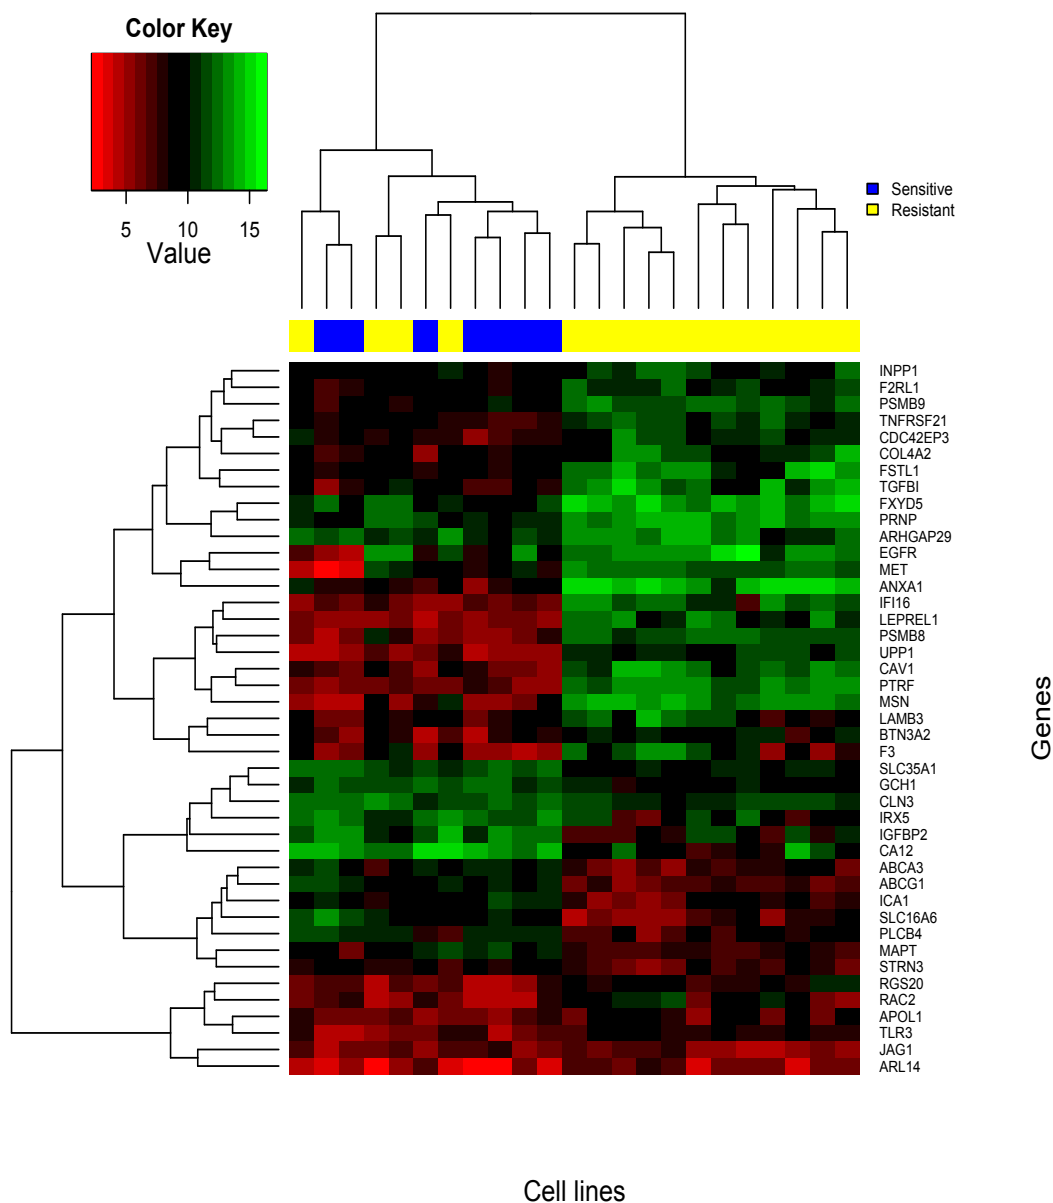 Color Key
5 10 15
Value
Sensitive
Resistant
INPP1
F2RL1
PSMB9
TNFRSF21
CDC42EP3
COL4A2
FSTL1
TGFBI
FXYD5
PRNP
ARHGAP29
EGFR
MET
ANXA1
IFI16
LEPREL1
PSMB8
UPP1
CAV1
PTRF
MSN
LAMB3
BTN3A2
F3
SLC35A1
GCH1
CLN3
IRX5
IGFBP2
CA12
ABCA3
ABCG1
ICA1
SLC16A6
PLCB4
MAPT
STRN3
RGS20
RAC2
APOL1
TLR3
JAG1
ARL14
Genes
Cell lines